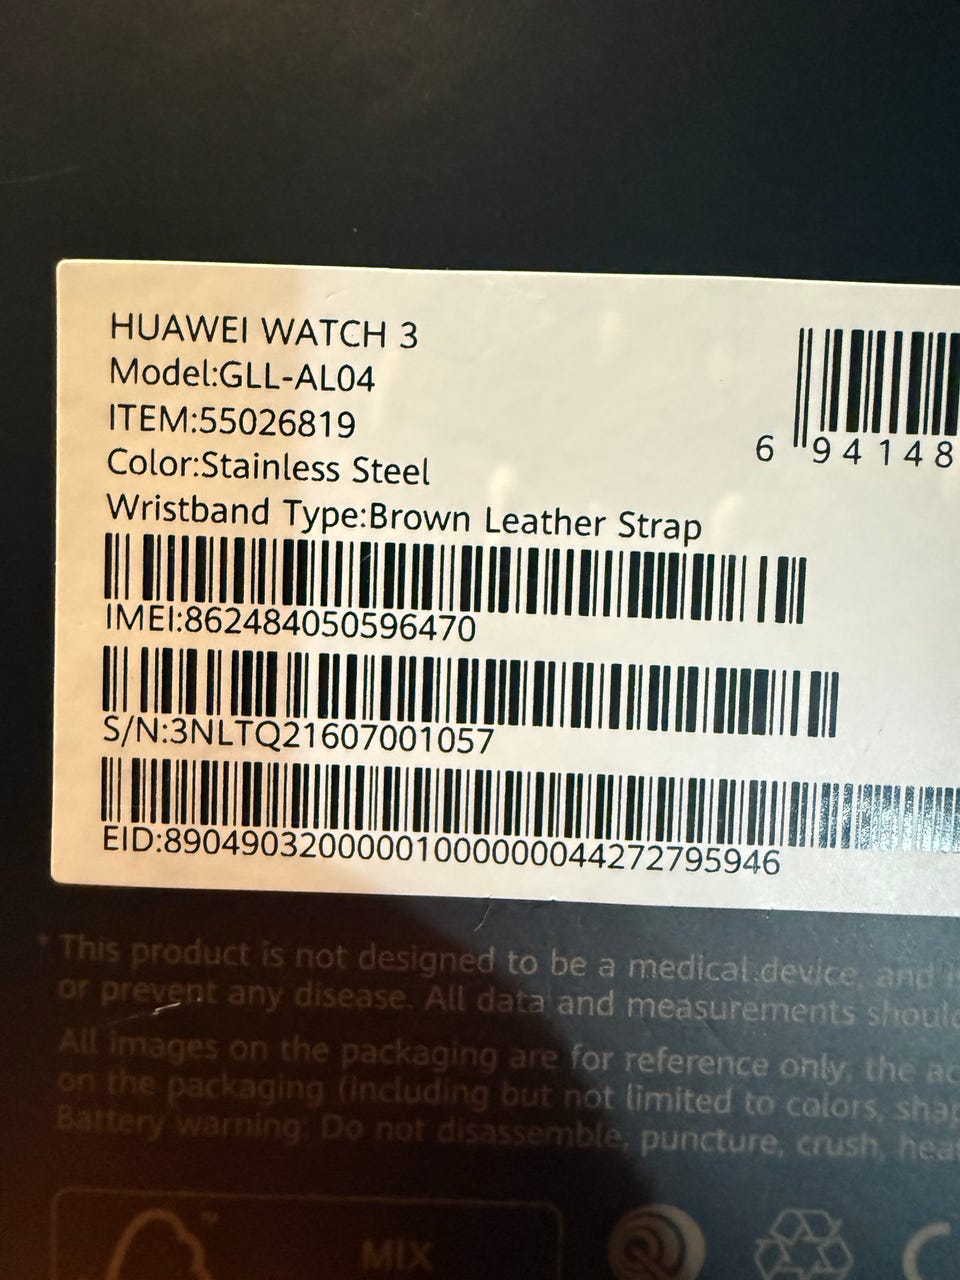 HUAWEI WATCH 3
Model:GLL-AL04
ITEM:55026819
Color:Stainless Steel
Wristband Type:Brown Leather Strap
6 94148
IMEI:862484050596470
S/N:3NLTQ21607001057
EID:89049032000001000000044272795946
* This product is not designed to be a medical device, and
or prevent any disease. All data and measurements should
All images on the packaging are for reference only, the
on the packaging (including but not limited to colors,
Battery warning: Do not disassemble, puncture, crush,
TM
MIX